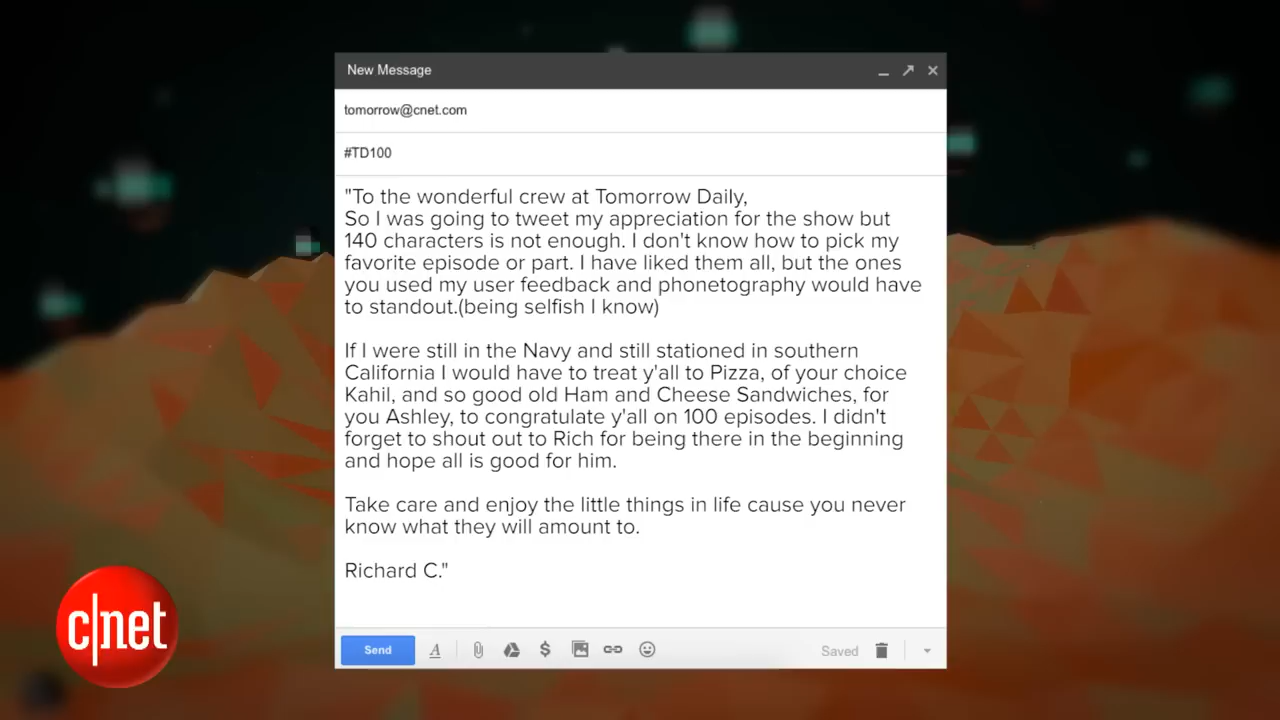 New Message
tomorrow@cnet.com
#TD100
"To the wonderful crew at Tomorrow Daily,
So I was going to tweet my appreciation for the show but
140 characters is not enough. I don't know how to pick my
favorite episode or part. I have liked them all, but the ones
you used my user feedback and phonetography would have
to standout.(being selfish I know)
If I were still in the Navy and still stationed in southern
California I would have to treat y'all to Pizza, of your choice
Kahil, and so good old Ham and Cheese Sandwiches, for
you Ashley, to congratulate y'all on 100 episodes. I didn't
forget to shout out to Rich for being there in the beginning
and hope all is good for him.
Take care and enjoy the little things in life cause you never
know what they will amount to.
Richard C."
c|net
Send A $ Saved